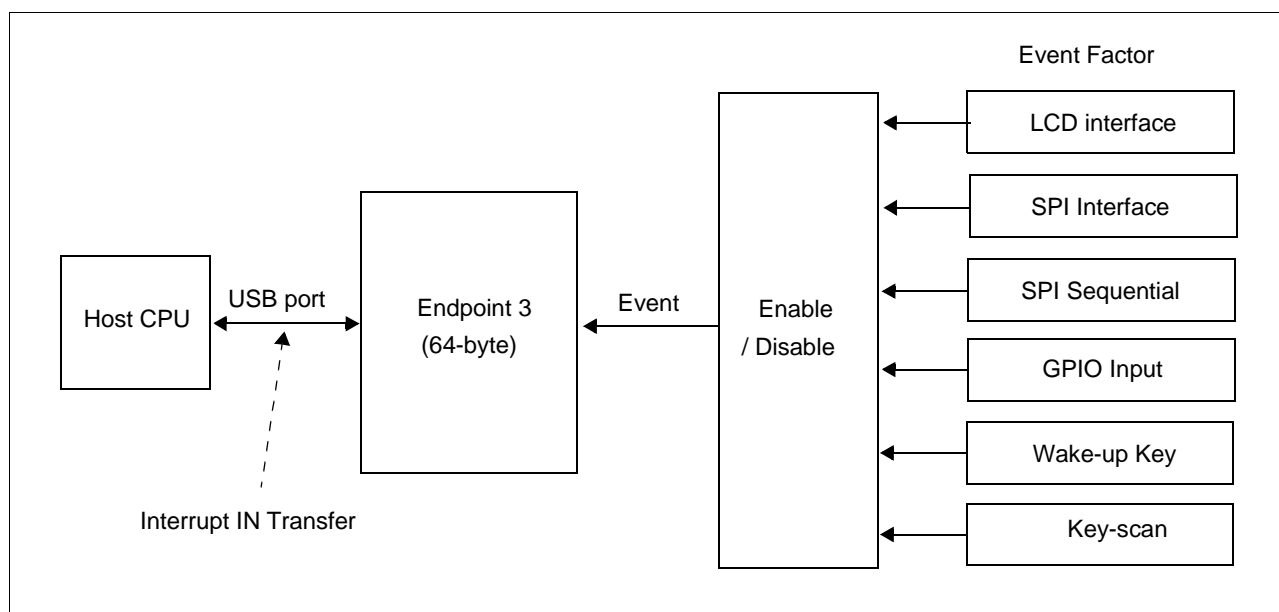 Event Factor
LCD interface
SPI Interface
SPI Sequential
GPIO Input
Wake-up Key
Key-scan
Enable
/ Disable
Event
Endpoint 3
(64-byte)
USB port
Host CPU
Interrupt IN Transfer